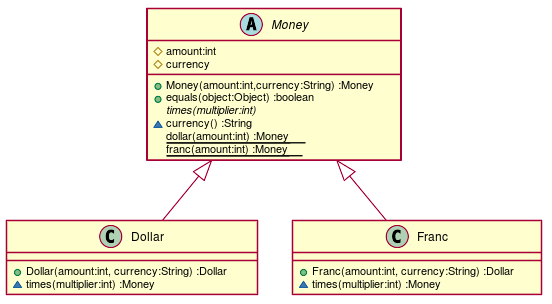 A Money
amount:int
currency
Money(amount:int,currency:String) :Money
equals(object:Object) :boolean
times(multiplier:int)
currency() :String
dollar(amount:int) :Money
franc(amount:int) :Money
C Dollar
Dollar(amount:int, currency:String) :Dollar
times(multiplier:int) :Money
C Franc
Franc(amount:int, currency:String) :Dollar
times(multiplier:int) :Money